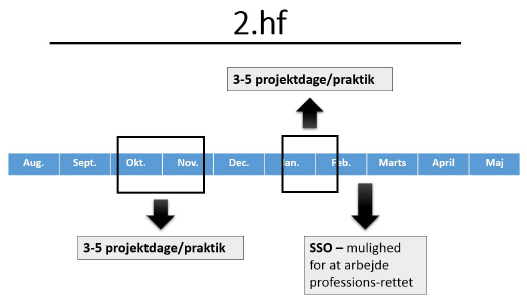 2.hf
3-5 projektdage/praktik
Aug. Sept. Okt. Nov. Dec. Jan. Feb. Marts April Maj
3-5 projektdage/praktik
SSO – mulighed
for at arbejde
professions-rettet